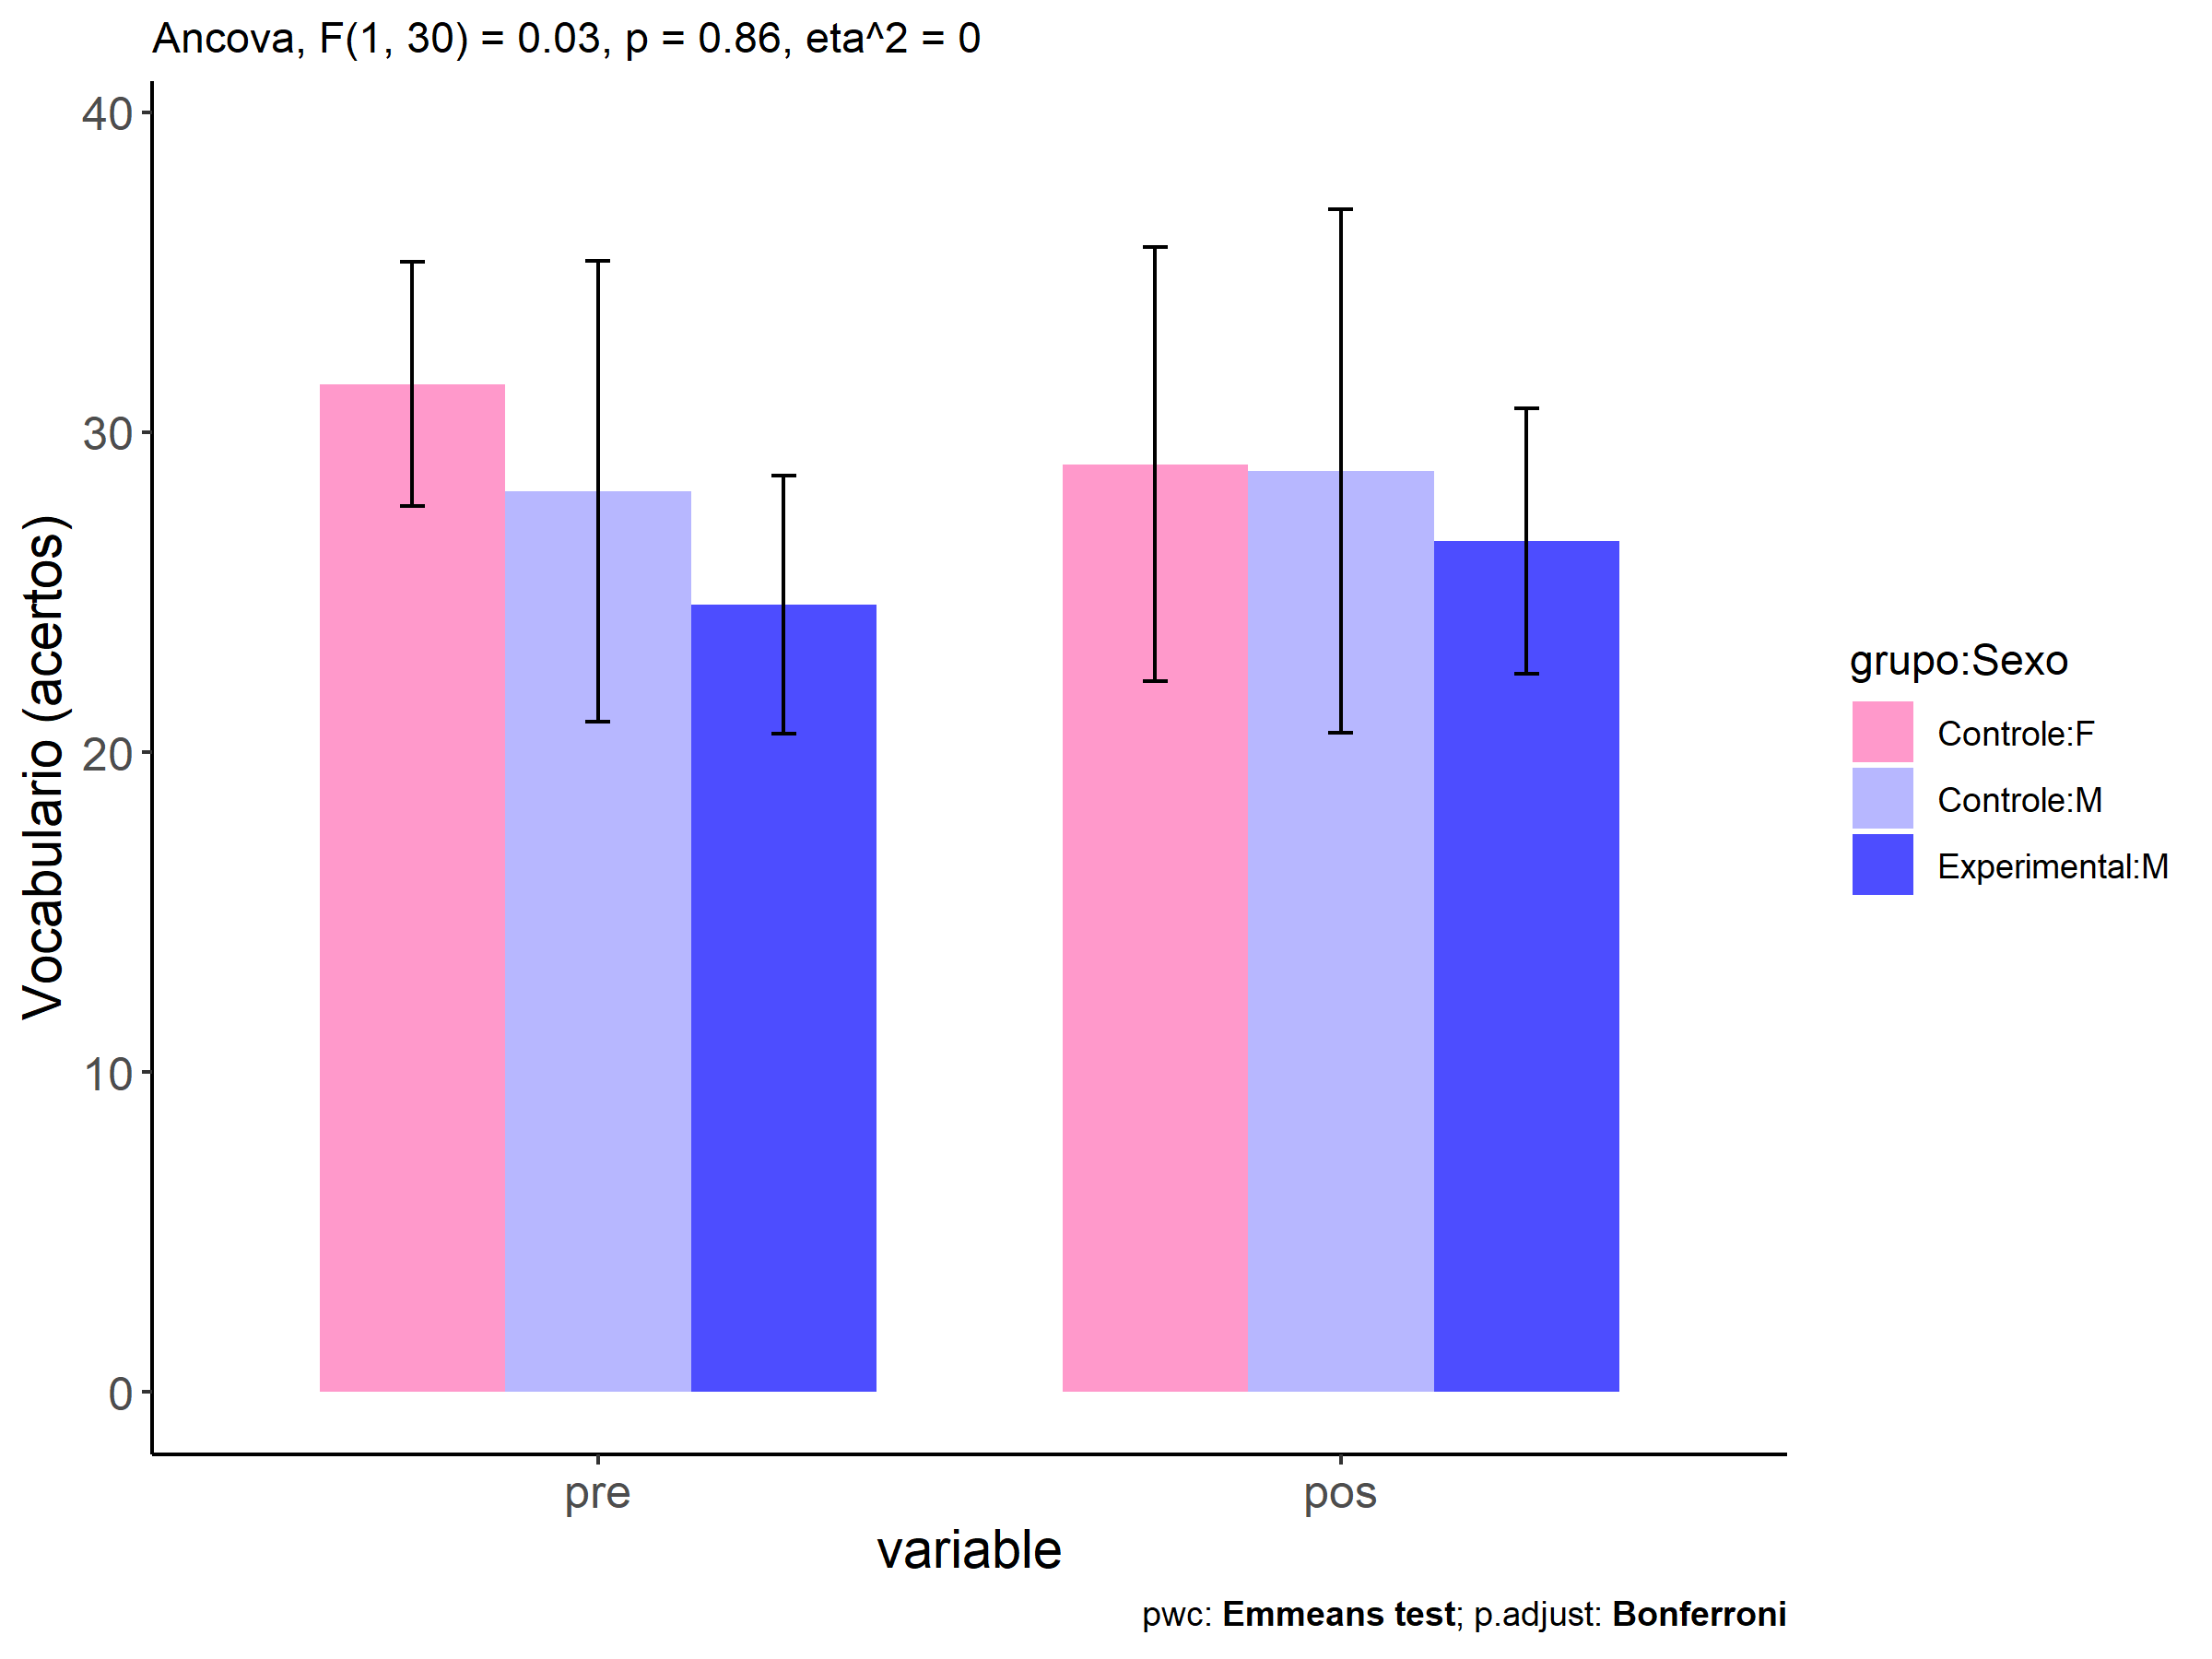 Ancova, F(1, 30) = 0.03, p = 0.86, eta^2 = 0
40
30
20
10
0
Vocabulario (acertos)
pre
pos
variable
grupo:Sexo
Controle:F
Controle:M
Experimental:M
pwc: Emmeans test; p.adjust: Bonferroni